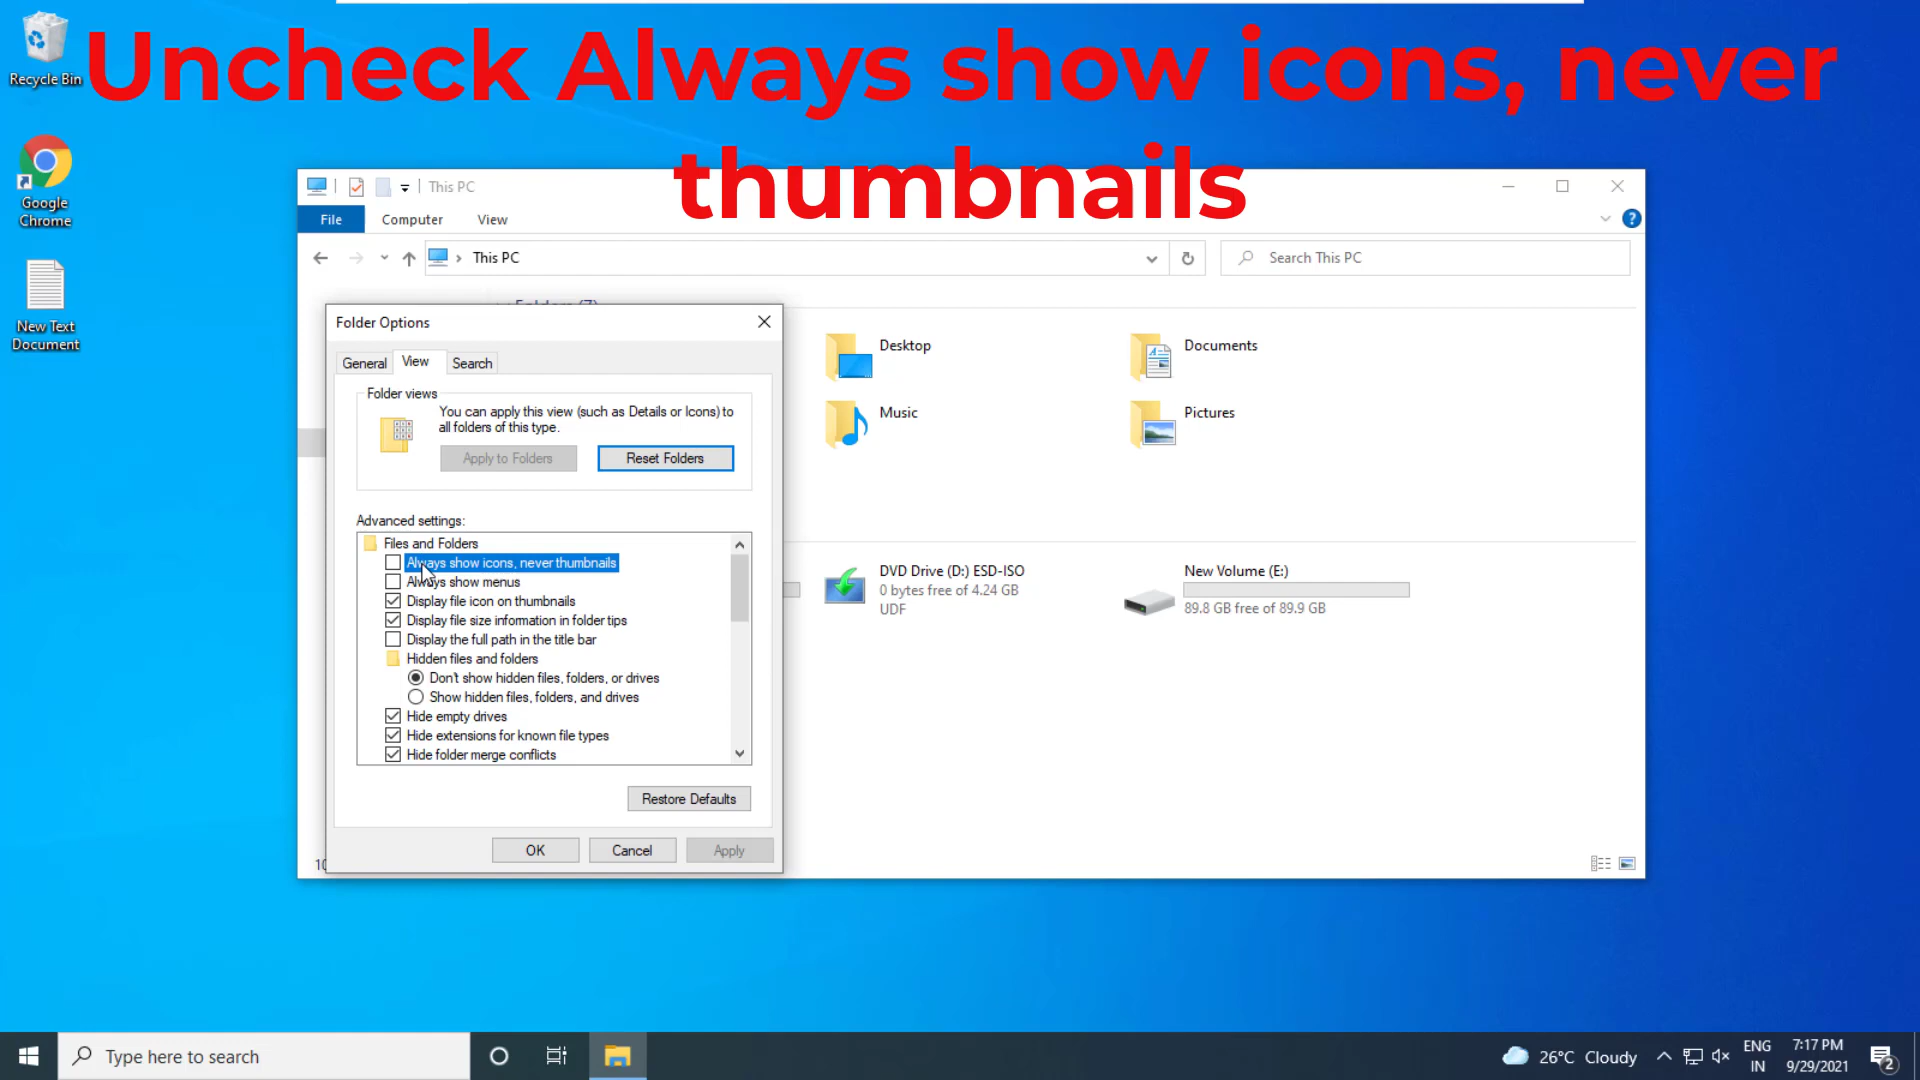 Uncheck Always show icons, never
thumbnails
Recycle Bin
Google
Chrome
New Text
Document
This PC
File
Computer
View
This PC
Search This PC
Folder Options
General
View
Search
Folder views
You can apply this view (such as Details or Icons) to
all folders of this type.
Apply to Folders
Reset Folders
Advanced settings:
Files and Folders
Always show icons, never thumbnails
Always show menus
Display file icon on thumbnails
Display file size information in folder tips
Display the full path in the title bar
Hidden files and folders
Don't show hidden files, folders, or drives
Show hidden files, folders, and drives
Hide empty drives
Hide extensions for known file types
Hide folder merge conflicts
Restore Defaults
OK
Cancel
Apply
Desktop
Documents
Music
Pictures
DVD Drive (D:) ESD-ISO
0 bytes free of 4.24 GB
UDF
New Volume (E:)
89.8 GB free of 89.9 GB
Type here to search
26°C Cloudy
ENG
IN
7:17 PM
9/29/2021
2